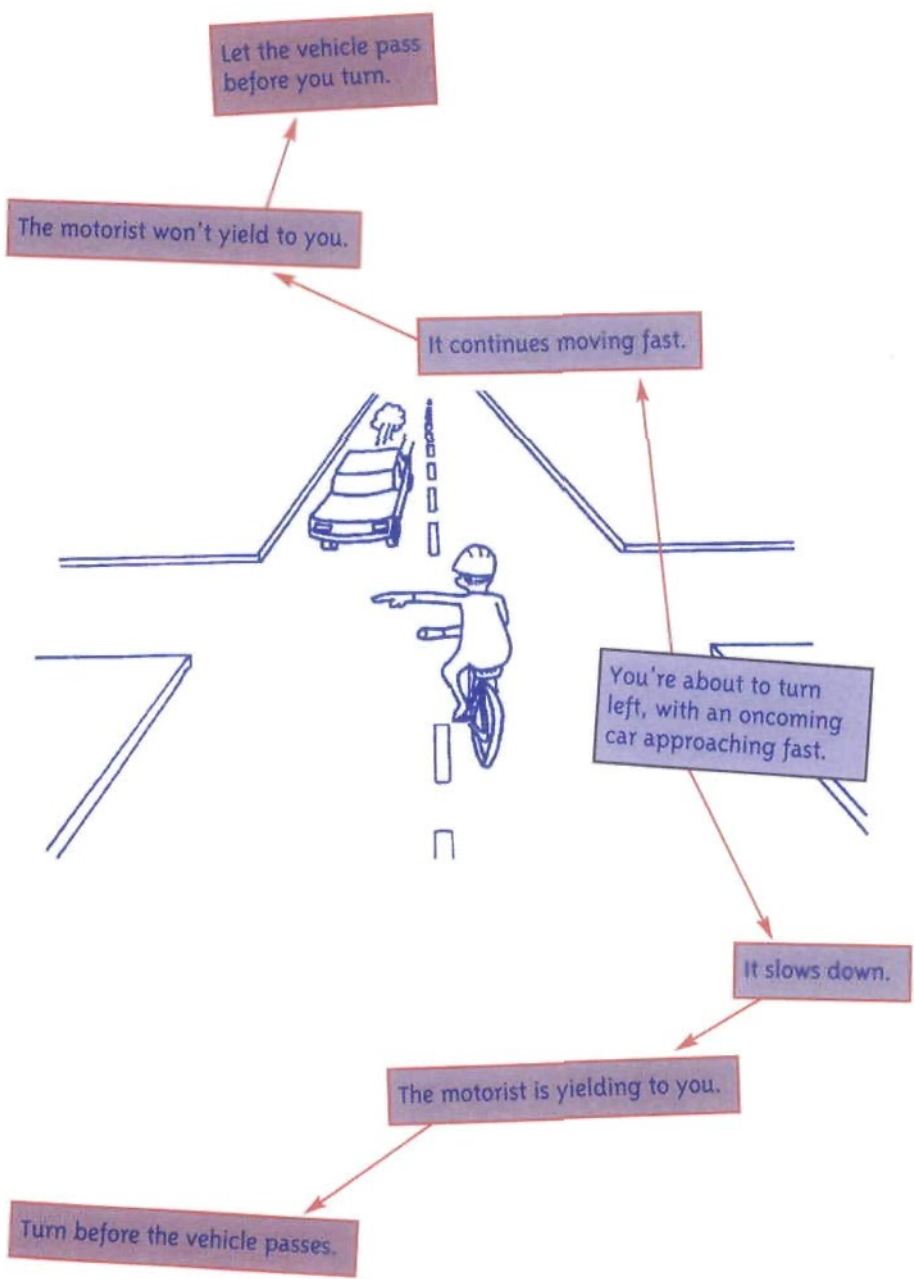 Let the vehicle pass
before you turn.
The motorist won't yield to you.
It continues moving fast.
You're about to turn
left, with an oncoming
car approaching fast.
It slows down.
The motorist is yielding to you.
Turn before the vehicle passes.